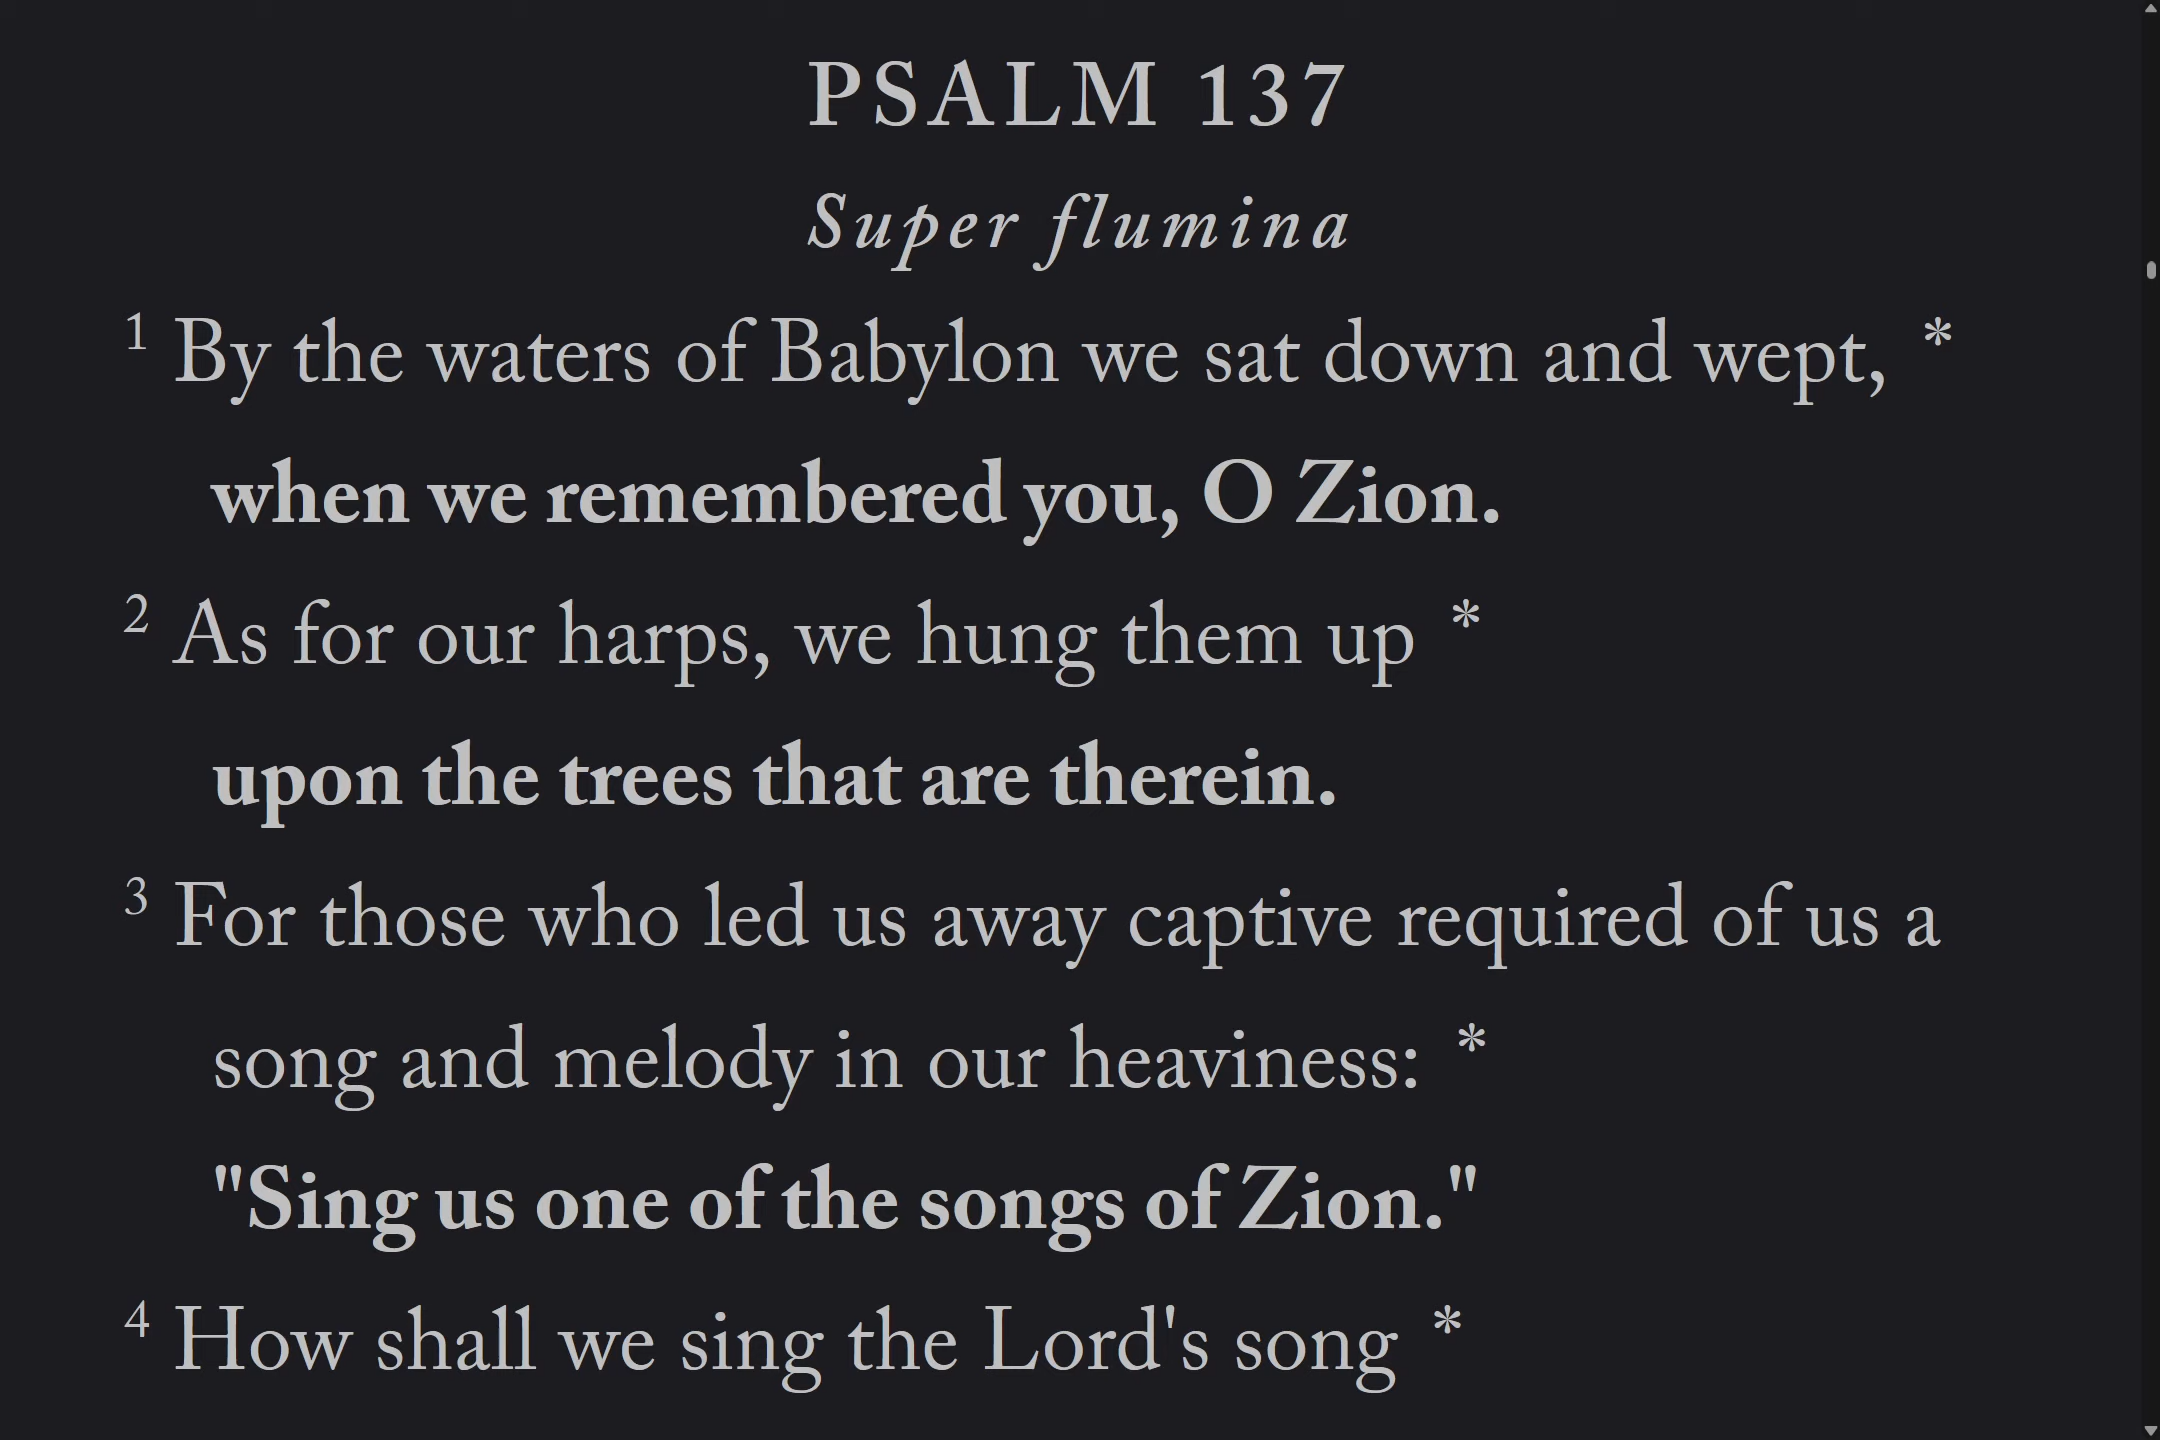 PSALM 137
Super flumina
1 By the waters of Babylon we sat down and wept, *
when we remembered you, O Zion.
2 As for our harps, we hung them up *
upon the trees that are therein.
3 For those who led us away captive required of us a
song and melody in our heaviness: *
"Sing us one of the songs of Zion."
4 How shall we sing the Lord's song *